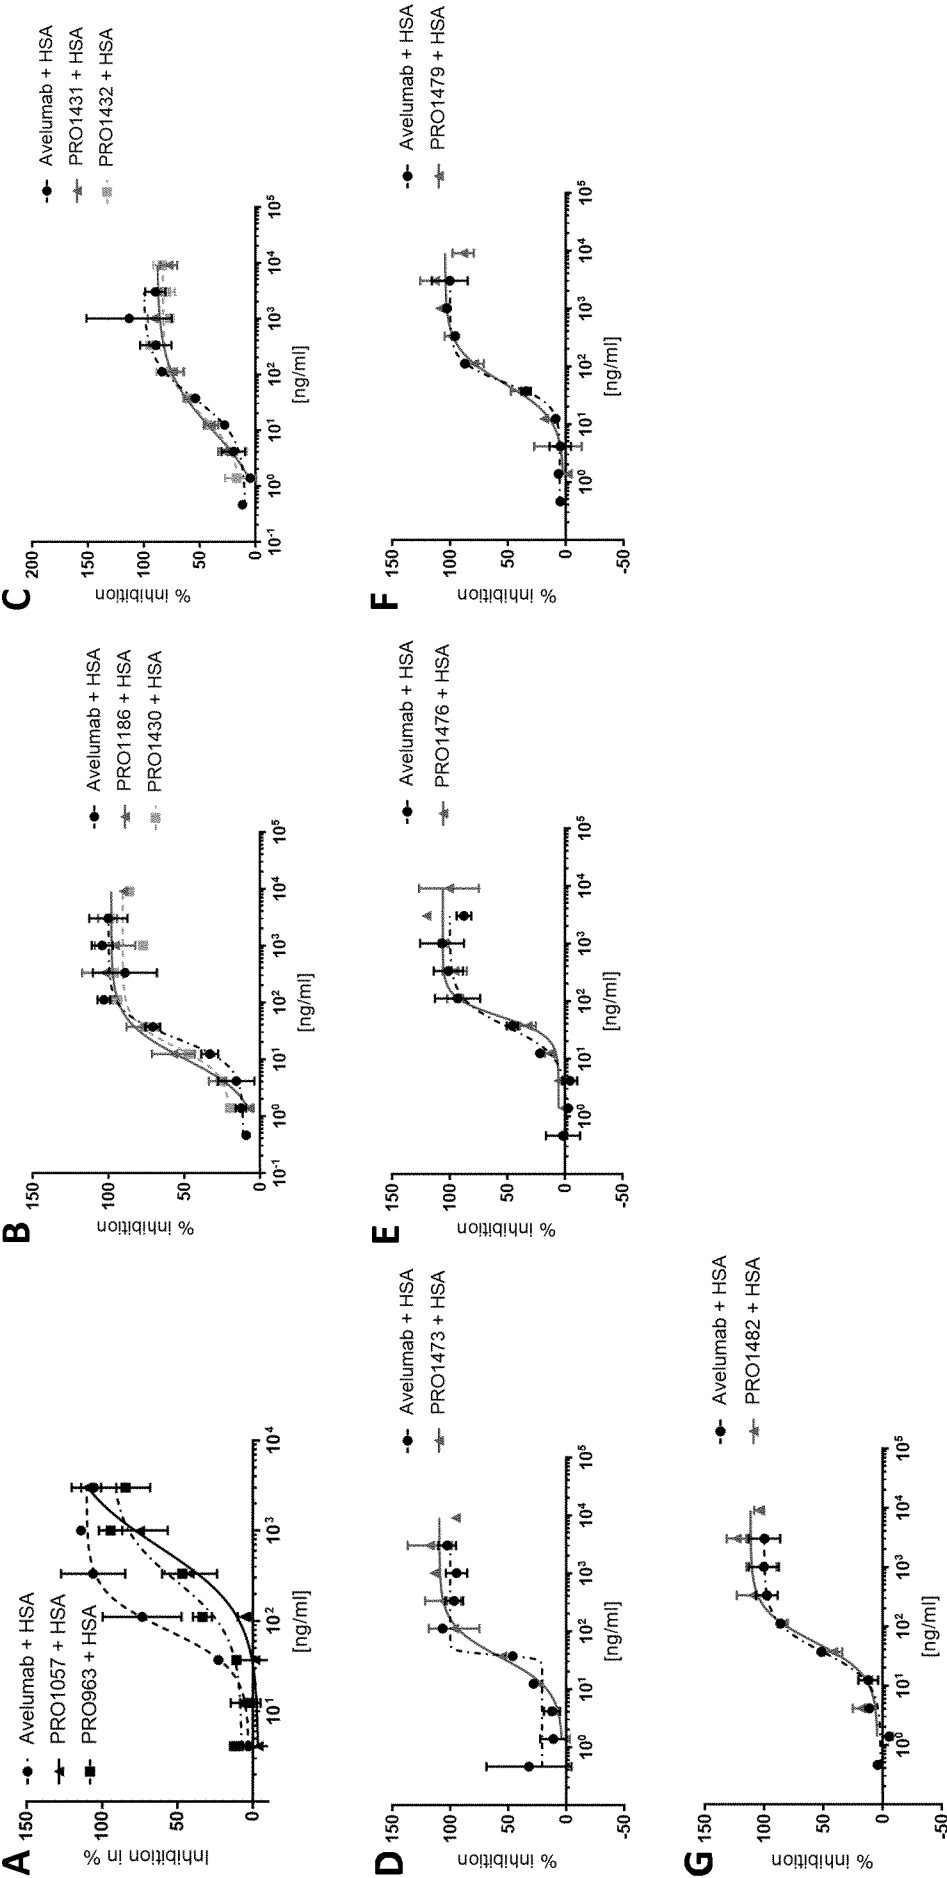 A
Avelumab + HSA
PRO1057 + HSA
PRO963 + HSA
Inhibition in %
150
100
50
0
10¹
10²
10³
10⁴
[ng/ml]
B
Avelumab + HSA
PRO1186 + HSA
PRO1430 + HSA
% inhibition
150
100
50
0
10⁻¹
10⁰
10¹
10²
10³
10⁴
10⁵
[ng/ml]
C
Avelumab + HSA
PRO1431 + HSA
PRO1432 + HSA
% inhibition
200
150
100
50
0
10⁻¹
10⁰
10¹
10²
10³
10⁴
10⁵
[ng/ml]
D
Avelumab + HSA
PRO1473 + HSA
% inhibition
150
100
50
0
-50
10⁰
10¹
10²
10³
10⁴
10⁵
[ng/ml]
E
Avelumab + HSA
PRO1476 + HSA
% inhibition
150
100
50
0
-50
10⁰
10¹
10²
10³
10⁴
10⁵
[ng/ml]
F
Avelumab + HSA
PRO1479 + HSA
% inhibition
150
100
50
0
-50
10⁰
10¹
10²
10³
10⁴
10⁵
[ng/ml]
G
Avelumab + HSA
PRO1482 + HSA
% inhibition
150
100
50
0
-50
10⁰
10¹
10²
10³
10⁴
10⁵
[ng/ml]